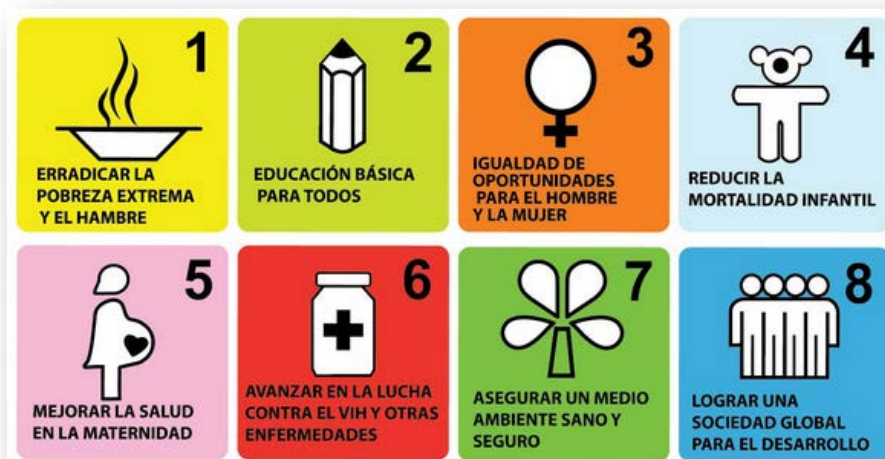 1
ERRADICAR LA
POBREZA EXTREMA
Y EL HAMBRE
2
EDUCACIÓN BÁSICA
PARA TODOS
3
IGUALDAD DE
OPORTUNIDADES
PARA EL HOMBRE
Y LA MUJER
4
REDUCIR LA
MORTALIDAD INFANTIL
5
MEJORAR LA SALUD
EN LA MATERNIDAD
6
AVANZAR EN LA LUCHA
CONTRA EL VIH Y OTRAS
ENFERMEDADES
7
ASEGURAR UN MEDIO
AMBIENTE SANO Y
SEGURO
8
LOGRAR UNA
SOCIEDAD GLOBAL
PARA EL DESARROLLO